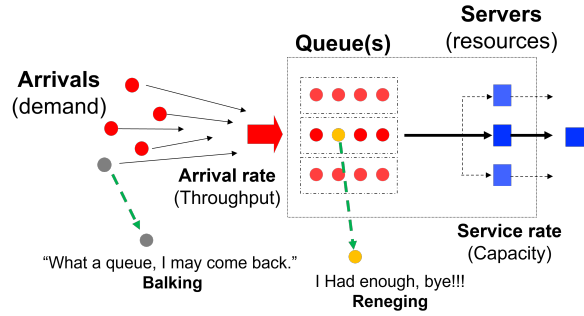 Servers
(resources)
Queue(s)
Arrivals
(demand)
Arrival rate
(Throughput)
Service rate
(Capacity)
“What a queue, I may come back.”
Balking
I Had enough, bye!!!
Reneging